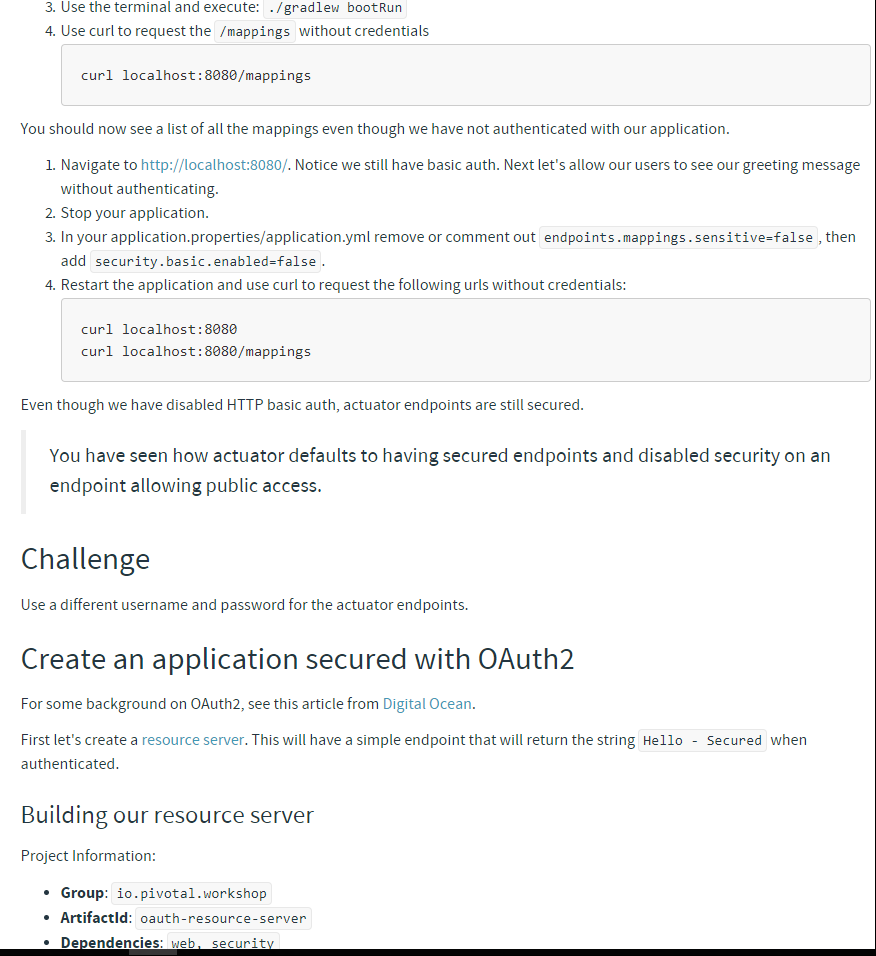 3. Use the terminal and execute: ./gradlew bootRun
4. Use curl to request the /mappings without credentials
curl localhost:8080/mappings
You should now see a list of all the mappings even though we have not authenticated with our application.
1. Navigate to http://localhost:8080/. Notice we still have basic auth. Next let's allow our users to see our greeting message
without authenticating.
2. Stop your application.
3. In your application.properties/application.yml remove or comment out endpoints.mappings.sensitive=false, then
add security.basic.enabled=false.
4. Restart the application and use curl to request the following urls without credentials:
curl localhost:8080
curl localhost:8080/mappings
Even though we have disabled HTTP basic auth, actuator endpoints are still secured.
You have seen how actuator defaults to having secured endpoints and disabled security on an
endpoint allowing public access.
Challenge
Use a different username and password for the actuator endpoints.
Create an application secured with OAuth2
For some background on OAuth2, see this article from Digital Ocean.
First let's create a resource server. This will have a simple endpoint that will return the string Hello - Secured when
authenticated.
Building our resource server
Project Information:
• Group: io.pivotal.workshop
• ArtifactId: oauth-resource-server
• Dependencies: web, security